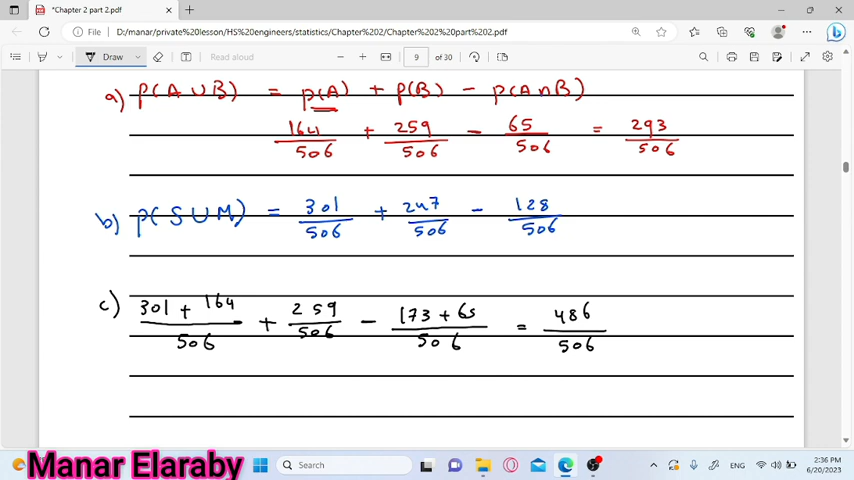 *Chapter 2 part 2.pdf
File D:/manar/private%20lesson/HS%20engineers/statistics/Chapter%202/Chapter%202%20part%202.pdf
Draw Read aloud 9 of 30
a) P(A ∪ B) = P(A) + P(B) - P(A ∩ B)
164/506 + 259/506 - 65/506 = 293/506
b) P(S ∪ M) = 301/506 + 247/506 - 128/506
c) 301 + 164/506 + 259/506 - 173 + 65/506 = 486/506
Manar Elaraby Search ENG 2:36 PM
6/20/2023